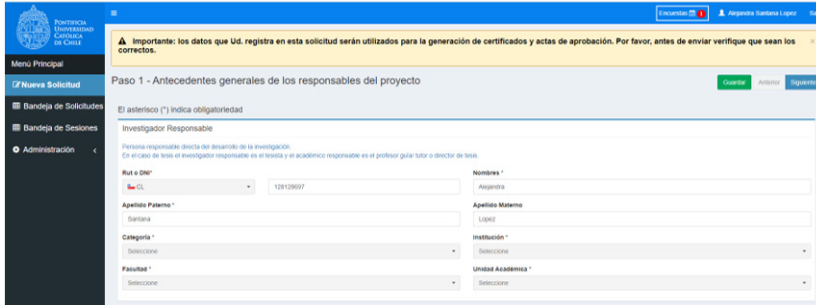 PONTIFICIA
UNIVERSIDAD
CATÓLICA
DE CHILE
Encuestas 1 Alejandra Santana Lopez Sa
Importante: los datos que Ud. registra en esta solicitud serán utilizados para la generación de certificados y actas de aprobación. Por favor, antes de enviar verifique que sean los ×
correctos.
Menú Principal
Nueva Solicitud
Bandeja de Solicitudes
Bandeja de Sesiones
Administración <
Paso 1 - Antecedentes generales de los responsables del proyecto
Guardar Anterior Siguiente
El asterisco (*) indica obligatoriedad
Investigador Responsable
Persona responsable directa del desarrollo de la investigación.
En el caso de tesis el investigador responsable es el tesista y el académico responsable es el profesor guía/ tutor o director de tesis.
Rut o DNI* Nombres *
CL 128128697 Alejandra
Apellido Paterno * Apellido Materno
Santana López
Categoría * Institución *
Seleccione Seleccione
Facultad * Unidad Académica *
Seleccione Seleccione